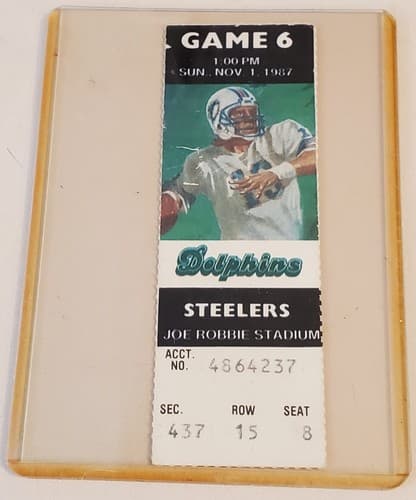 GAME 6
1:00 PM
SUN., NOV. 1, 1987
13
Dolphins
STEELERS
JOE ROBBIE STADIUM
ACCT.
NO. 4864237
SEC. ROW SEAT
437 15 8